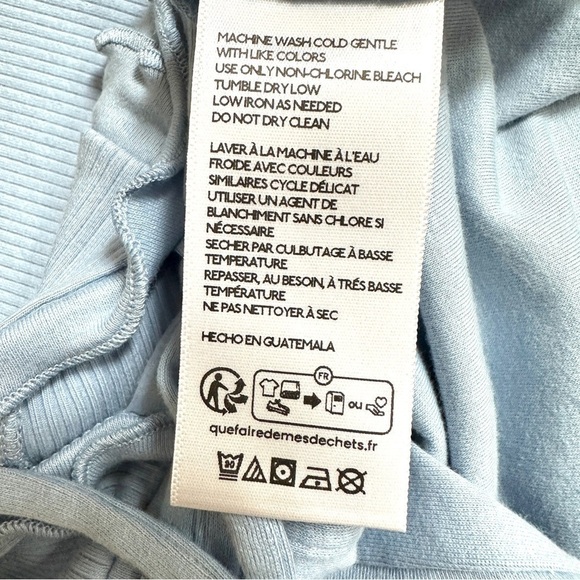 MACHINE WASH COLD GENTLE
WITH LIKE COLORS
USE ONLY NON-CHLORINE BLEACH
TUMBLE DRY LOW
LOW IRON AS NEEDED
DO NOT DRY CLEAN
LAVER À LA MACHINE À L'EAU
FROIDE AVEC COULEURS
SIMILAIRES CYCLE DÉLICAT
UTILISER UN AGENT DE
BLANCHIMENT SANS CHLORE SI
NÉCESSAIRE
SECHER PAR CULBUTAGE À BASSE
TEMPERATURE
REPASSER, AU BESOIN, À TRÉS BASSE
TEMPÉRATURE
NE PAS NETTOYER À SEC
HECHO EN GUATEMALA
FR
ou
quefairedemesdechets.fr
30